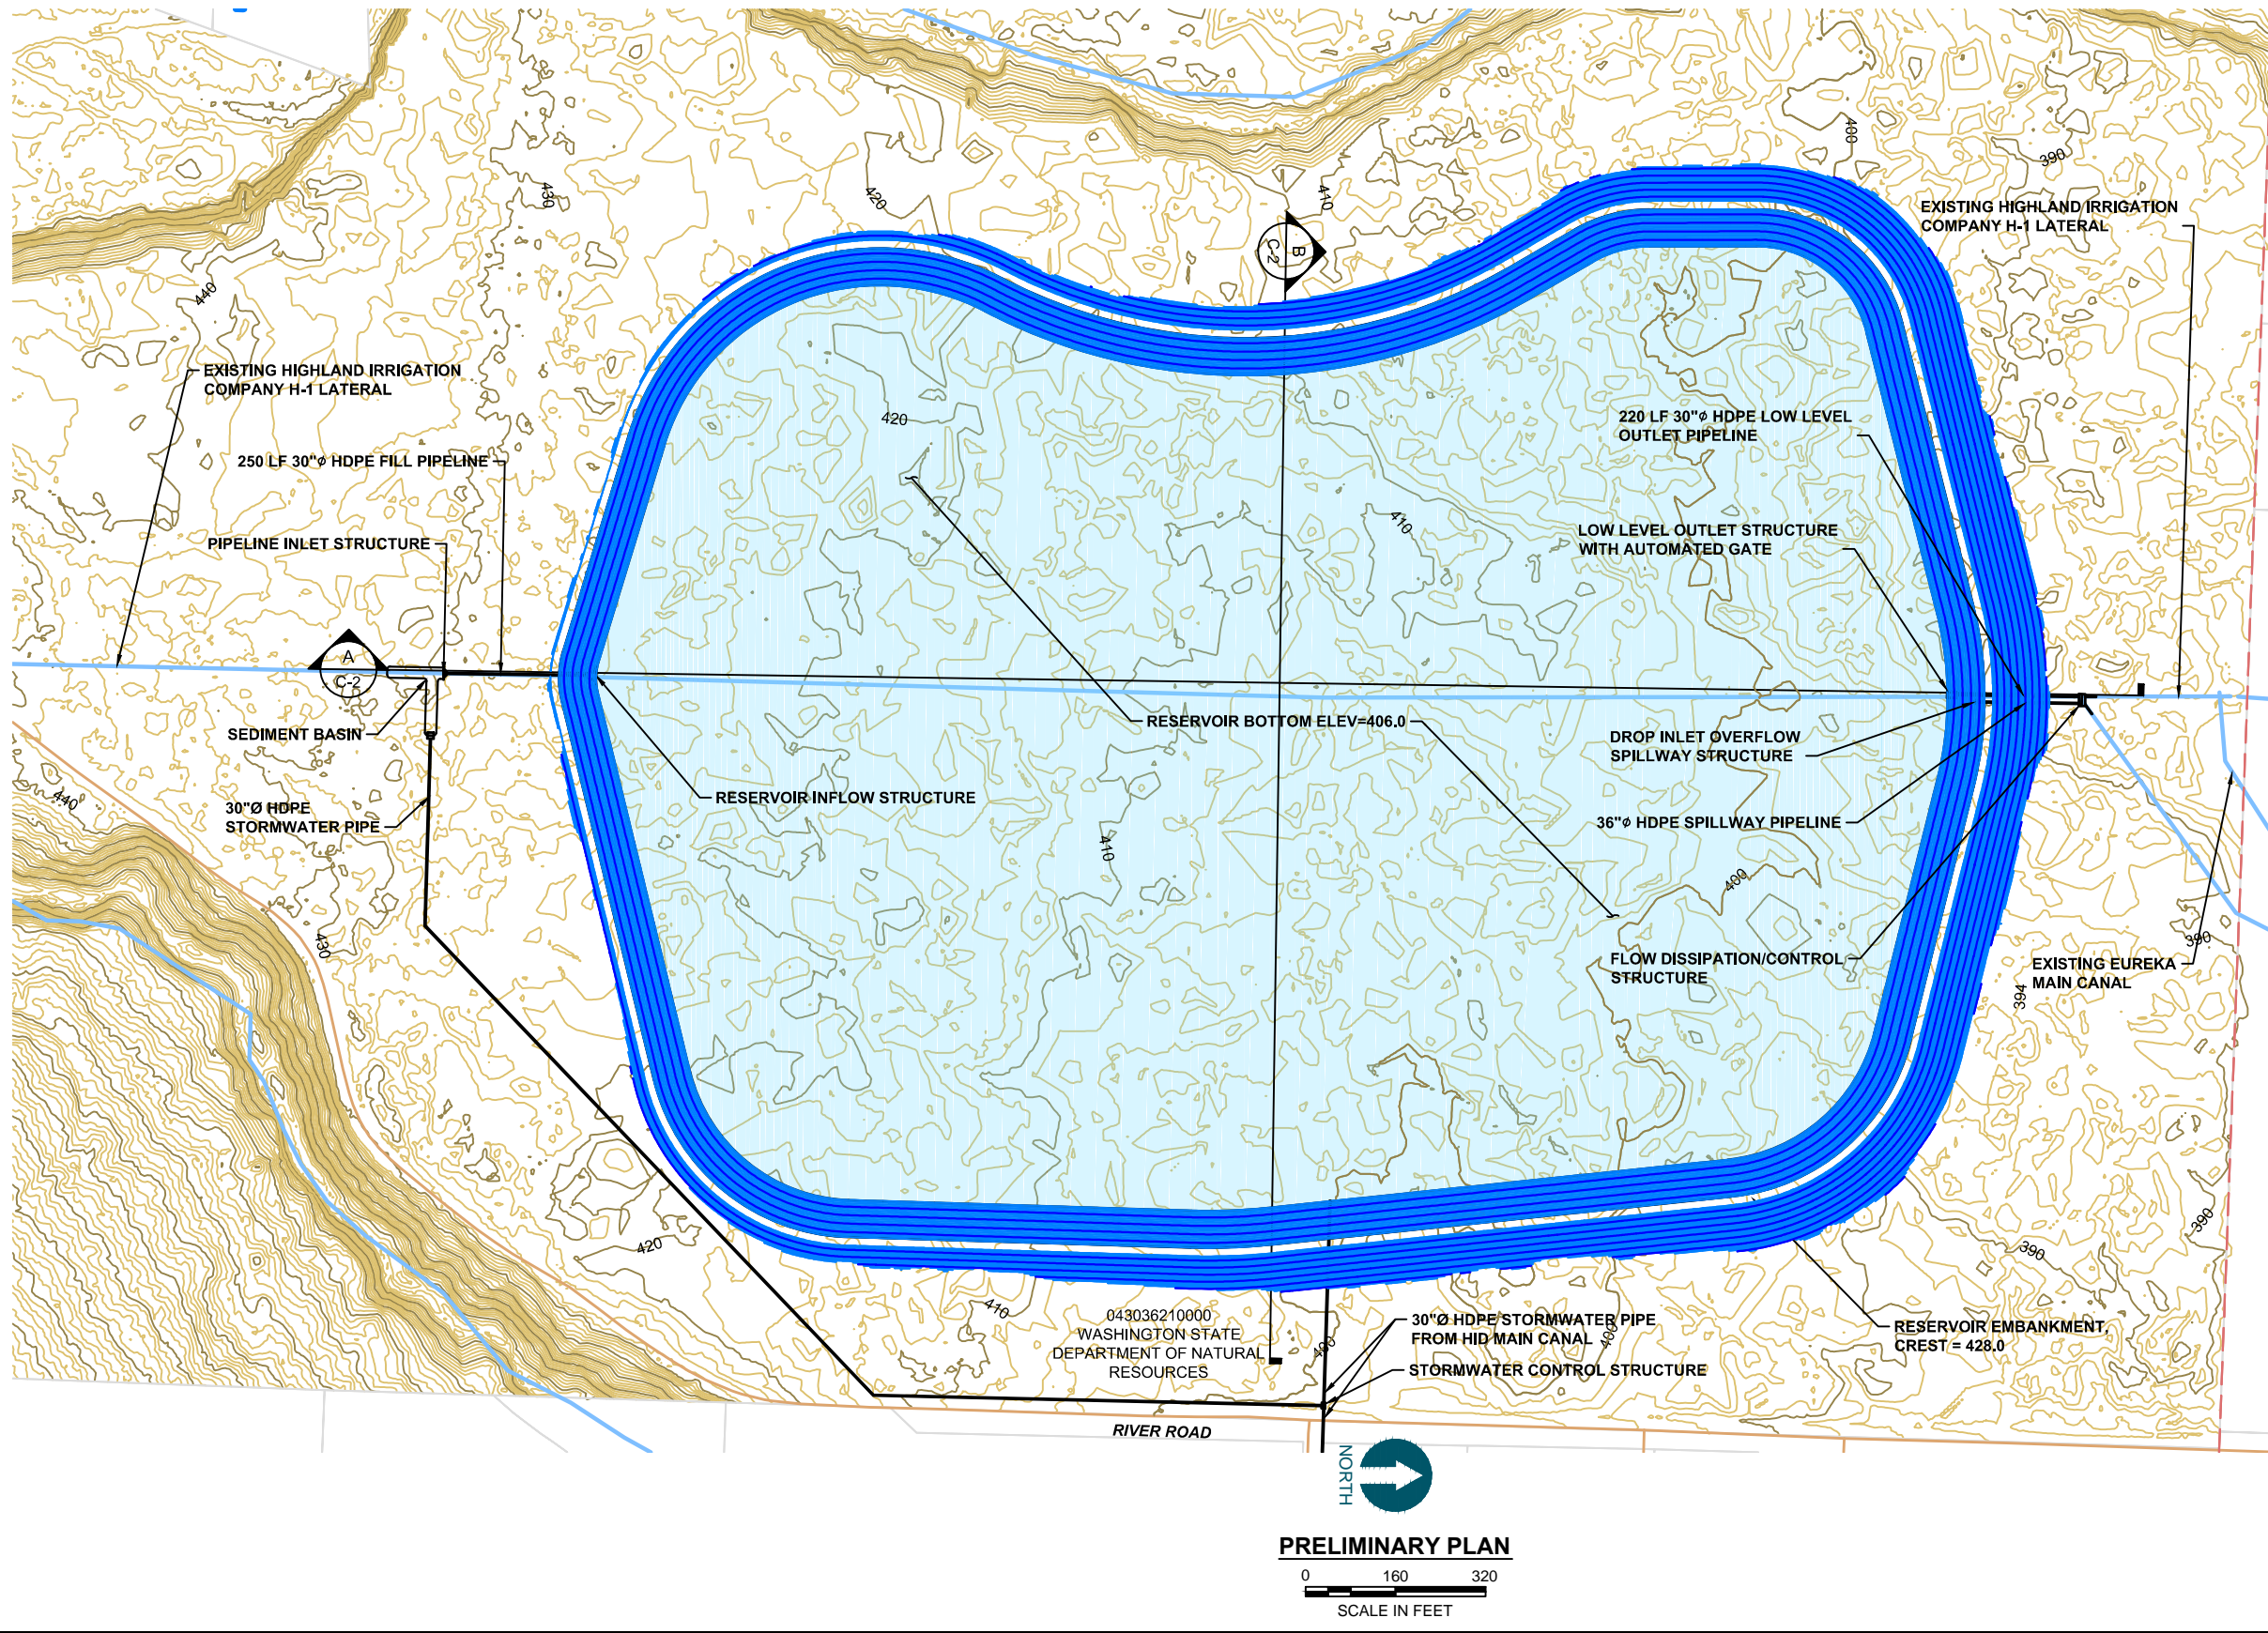 400
390
430
420
410
EXISTING HIGHLAND IRRIGATION
COMPANY H-1 LATERAL
B
C-2
440
EXISTING HIGHLAND IRRIGATION
COMPANY H-1 LATERAL
420
220 LF 30"ø HDPE LOW LEVEL
OUTLET PIPELINE
250 LF 30"ø HDPE FILL PIPELINE
410
LOW LEVEL OUTLET STRUCTURE
WITH AUTOMATED GATE
PIPELINE INLET STRUCTURE
A
C-2
SEDIMENT BASIN
RESERVOIR BOTTOM ELEV=406.0
DROP INLET OVERFLOW
SPILLWAY STRUCTURE
RESERVOIR INFLOW STRUCTURE
440
30"Ø HDPE
STORMWATER PIPE
36"ø HDPE SPILLWAY PIPELINE
410
400
430
390
FLOW DISSIPATION/CONTROL
STRUCTURE
EXISTING EUREKA
MAIN CANAL
394
420
390
390
410
043036210000
WASHINGTON STATE
DEPARTMENT OF NATURAL
RESOURCES
400
30"Ø HDPE STORMWATER PIPE
FROM HID MAIN CANAL
400
STORMWATER CONTROL STRUCTURE
RESERVOIR EMBANKMENT,
CREST = 428.0
RIVER ROAD
NORTH
PRELIMINARY PLAN
0 160 320
SCALE IN FEET